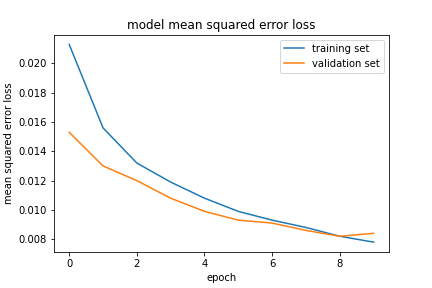 model mean squared error loss
training set
validation set
mean squared error loss
0.020
0.018
0.016
0.014
0.012
0.010
0.008
0 2 4 6 8
epoch